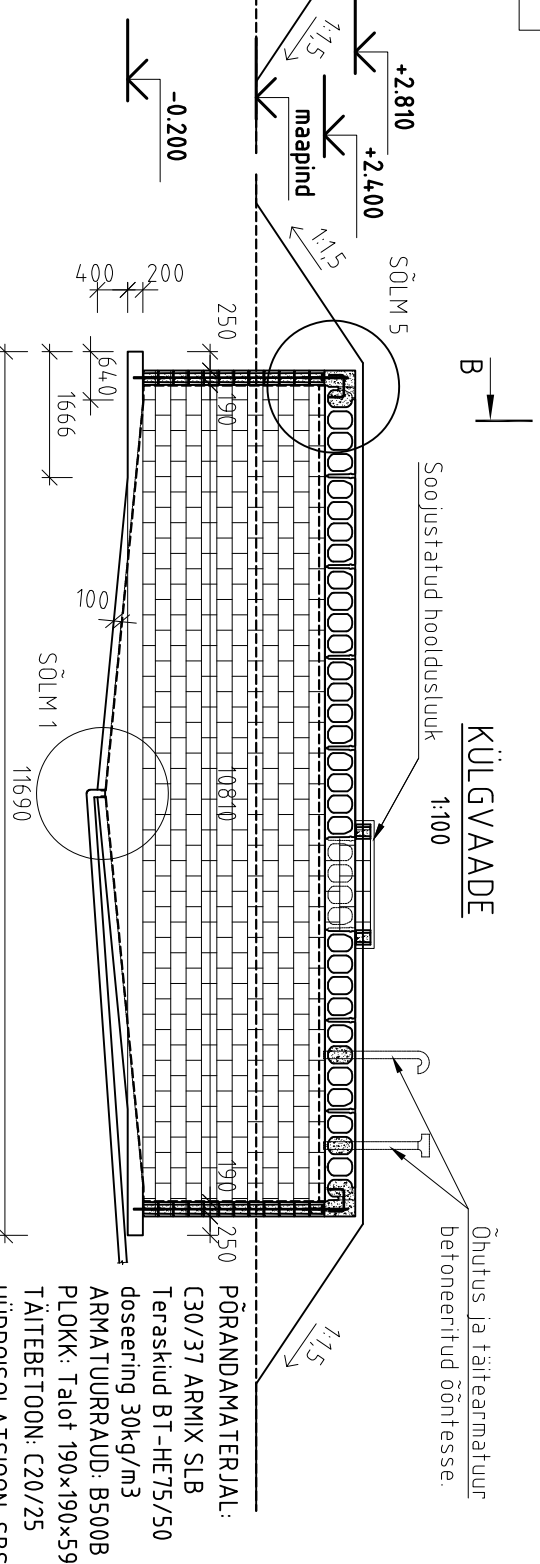 KÜLGVAADE
1:100
B
Soojustatud hooldusluuk
Õhutus ja täitearmatuur
betoneeritud õõntesse.
SÕLM 5
+2.810
+2.400
maapind
-0.200
1:1,5
1:1,5
1:1,5
250
190
10810
190
250
200
400
640
1666
100
SÕLM 1
11690
PÕRANDAMATERJAL:
C30/37 ARMIX SLB
Teraskiud BT-HE75/50
doseering 30kg/m3
ARMATUURRAUD: B500B
PLOKK: Talot 190×190×59
TÄITEBETOON: C20/25